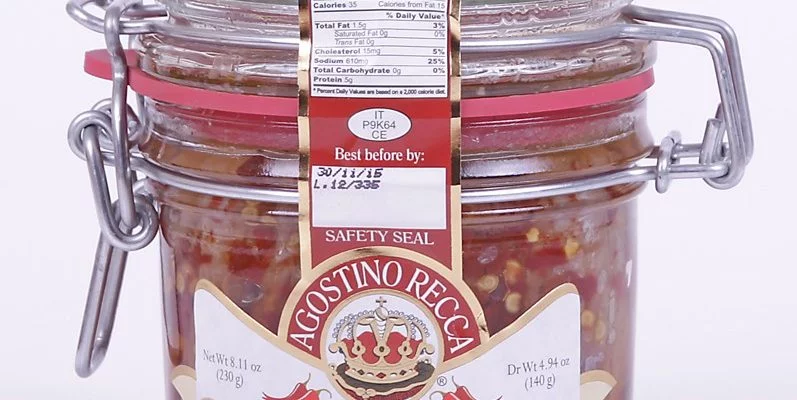 Calories 35 Calories from Fat 15
% Daily Value*
Total Fat 1.5g 3%
Saturated Fat 0g 0%
Trans Fat 0g
Cholesterol 15mg 5%
Sodium 610mg 25%
Total Carbohydrate 0g 0%
Protein 5g
* Percent Daily Values are based on a 2,000 calorie diet.
IT
P9K64
CE
Best before by:
30/11/15
L.12/335
SAFETY SEAL
AGOSTINO RECCA
®
Net Wt 8.11 oz
(230 g)
Dr Wt 4.94 oz
(140 g)